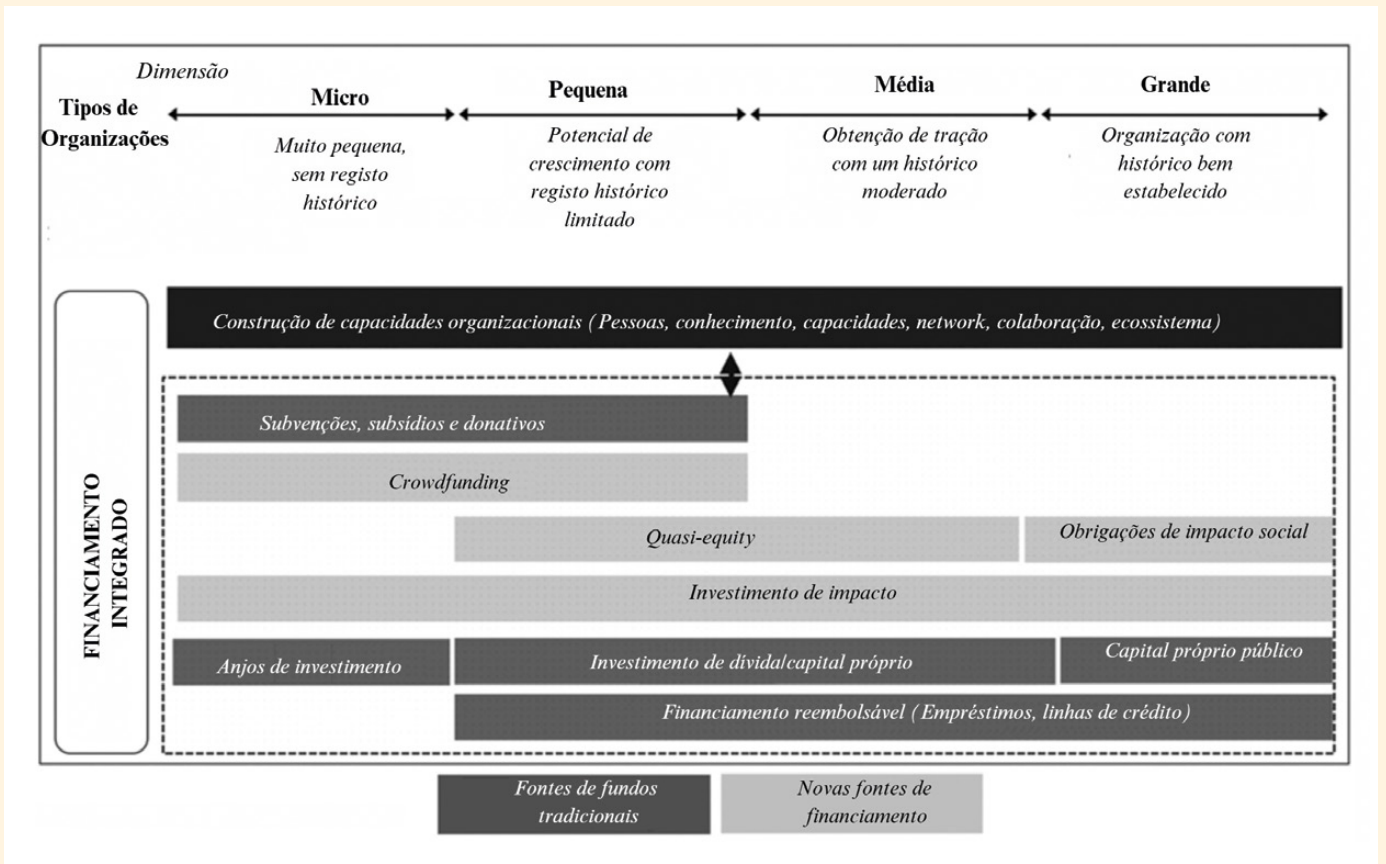 Dimensão
Tipos de
Organizações
Micro
Muito pequena,
sem registo
histórico
Pequena
Potencial de
crescimento com
registo histórico
limitado
Média
Obtenção de tração
com um histórico
moderado
Grande
Organização com
histórico bem
estabelecido
FINANCIAMENTO
INTEGRADO
Construção de capacidades organizacionais (Pessoas, conhecimento, capacidades, network, colaboração, ecossistema)
Subvenções, subsídios e donativos
Crowdfunding
Quasi-equity
Obrigações de impacto social
Investimento de impacto
Anjos de investimento
Investimento de dívida/capital próprio
Capital próprio público
Financiamento reembolsável (Empréstimos, linhas de crédito)
Fontes de fundos
tradicionais
Novas fontes de
financiamento